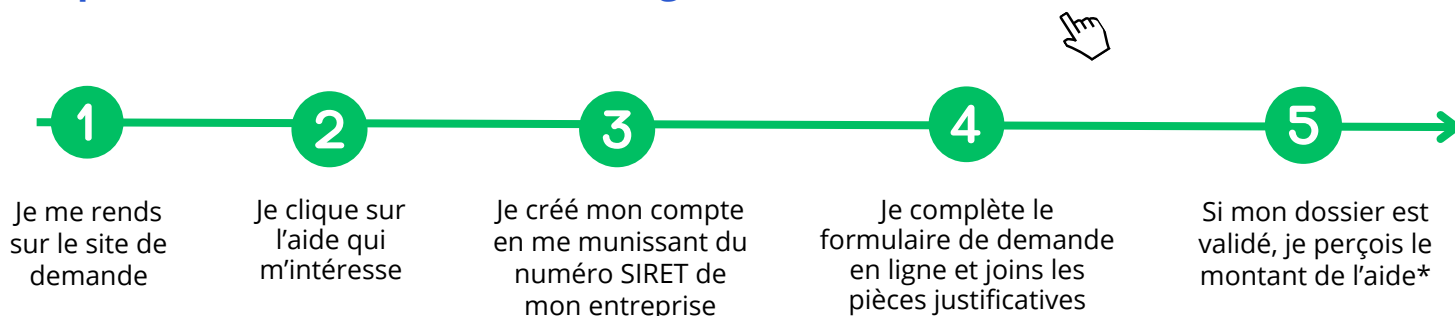 1
2
3
4
5
Je me rends
sur le site de
demande
Je clique sur
l’aide qui
m’intéresse
Je créé mon compte
en me munissant du
numéro SIRET de
mon entreprise
Je complète le
formulaire de demande
en ligne et joins les
pièces justificatives
Si mon dossier est
validé, je perçois le
montant de l’aide*